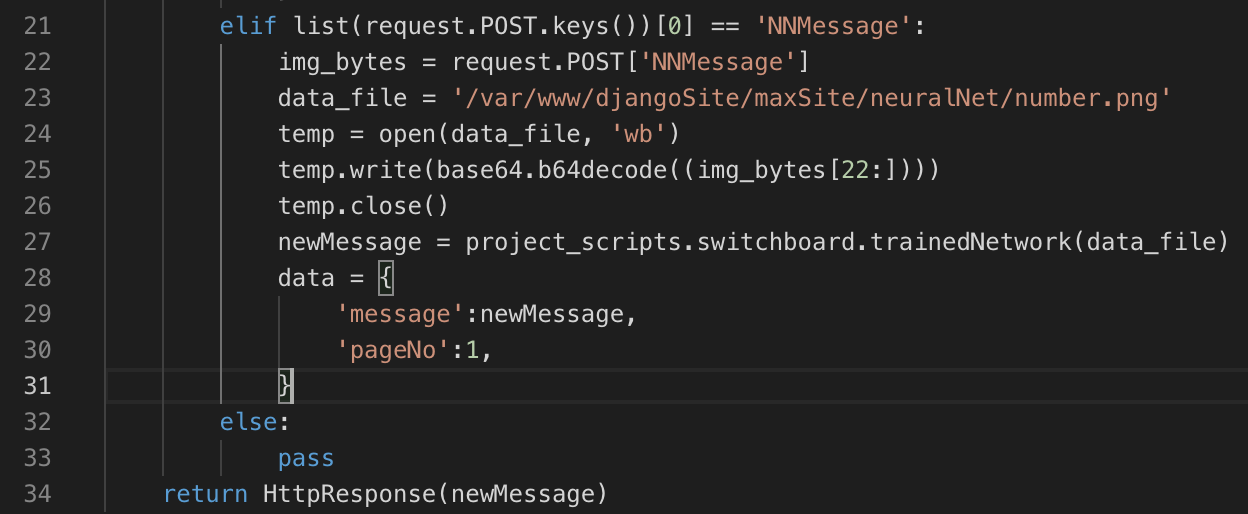 21 elif list(request.POST.keys())[0] == 'NNMessage':
22 img_bytes = request.POST['NNMessage']
23 data_file = '/var/www/djangoSite/maxSite/neuralNet/number.png'
24 temp = open(data_file, 'wb')
25 temp.write(base64.b64decode((img_bytes[22:])))
26 temp.close()
27 newMessage = project_scripts.switchboard.trainedNetwork(data_file)
28 data = {
29 'message':newMessage,
30 'pageNo':1,
31 }
32 else:
33 pass
34 return HttpResponse(newMessage)